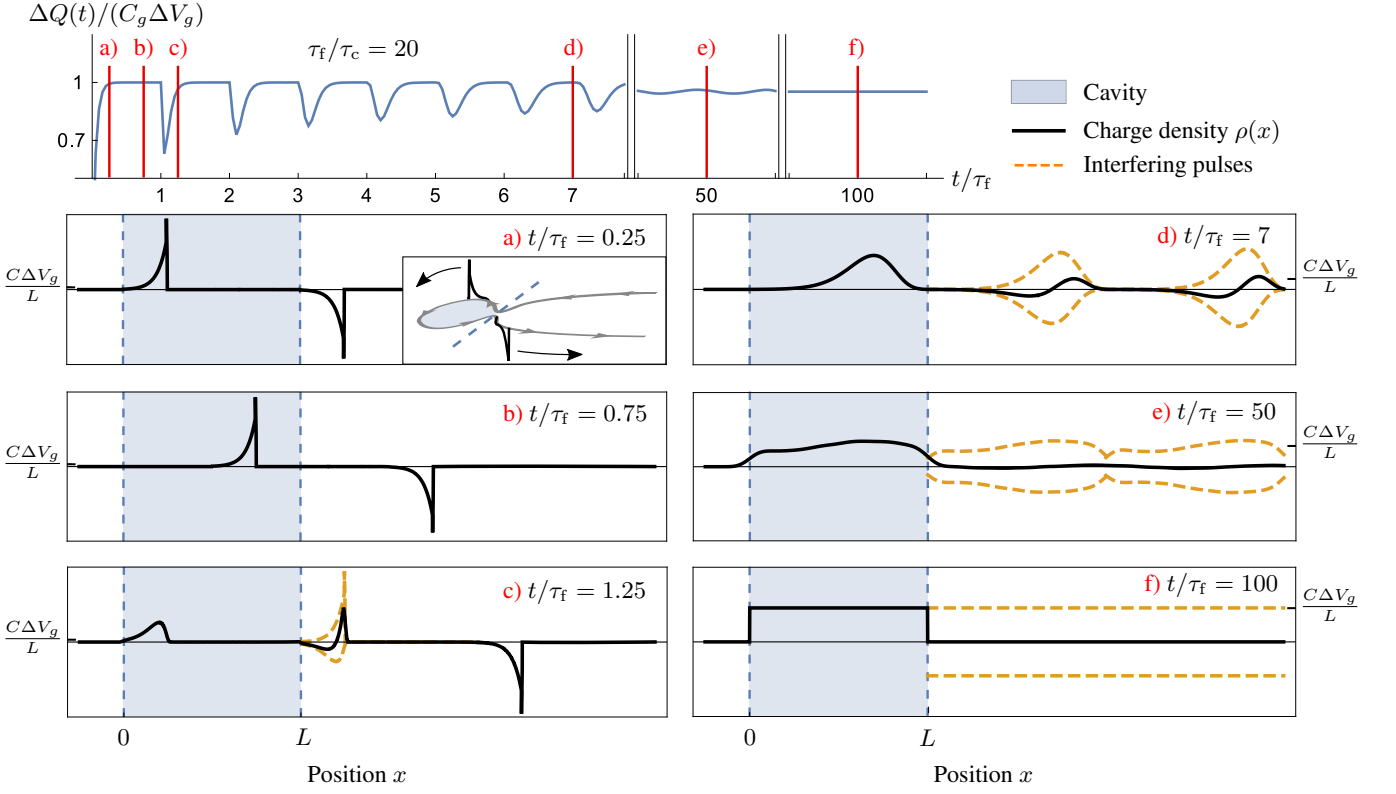 ΔQ(t)/(C_gΔV_g)
a) b) c) τ_f/τ_c = 20 d) e) f)
1
0.7
1 2 3 4 5 6 7 50 100 t/τ_f
Cavity
Charge density ρ(x)
Interfering pulses
a) t/τ_f = 0.25
CΔV_g/L
b) t/τ_f = 0.75
CΔV_g/L
c) t/τ_f = 1.25
CΔV_g/L
0 L
Position x
d) t/τ_f = 7
CΔV_g/L
e) t/τ_f = 50
CΔV_g/L
f) t/τ_f = 100
CΔV_g/L
0 L
Position x